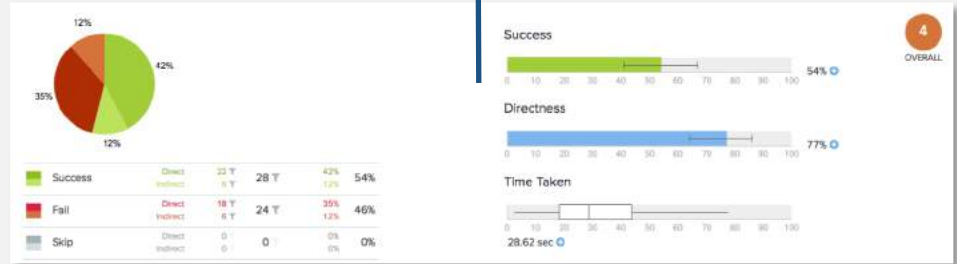 12%
42%
35%
12%
Success Direct 22 28 42% 54%
Indirect 6 12%
Fail Direct 18 24 35% 46%
Indirect 6 12%
Skip Direct 0 0 0% 0%
Indirect 0 0%
4
OVERALL
Success
0 10 20 30 40 50 60 70 80 90 100
54%
Directness
0 10 20 30 40 50 60 70 80 90 100
77%
Time Taken
0 10 20 30 40 50 60 70 80 90 100
28.62 sec